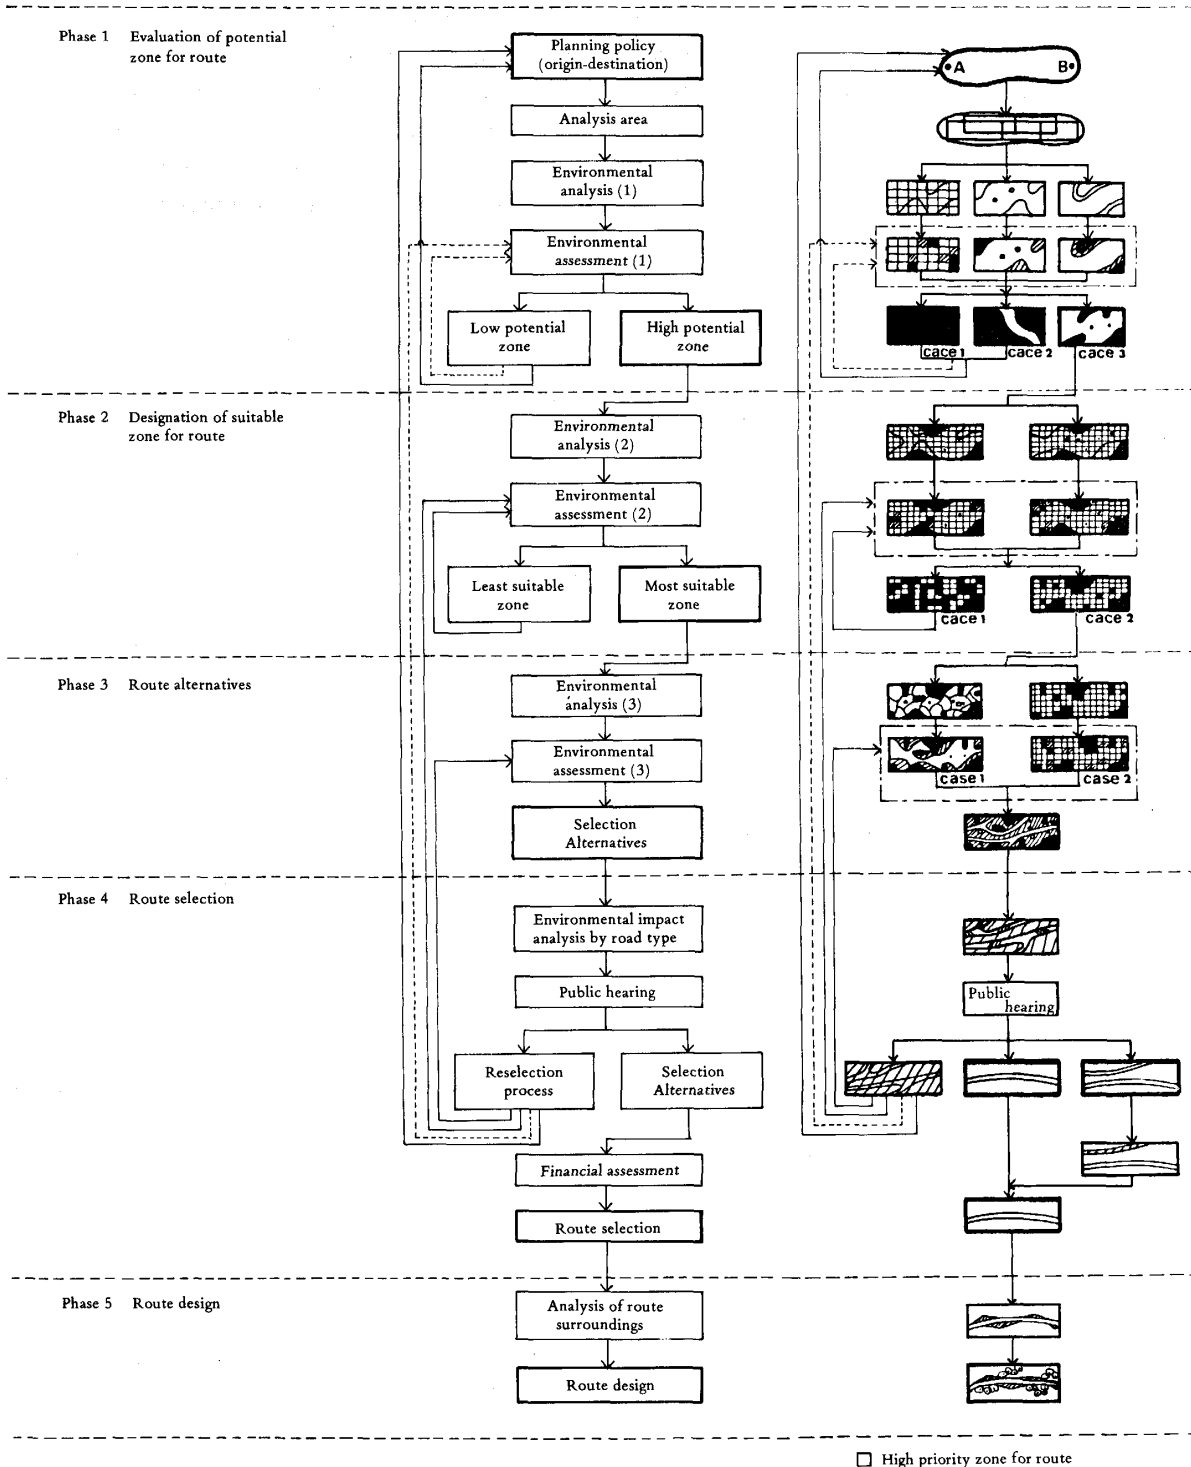 Phase 1 Evaluation of potential
zone for route
Planning policy
(origin-destination)
Analysis area
Environmental
analysis (1)
Environmental
assessment (1)
Low potential
zone
High potential
zone
A B
cace 1 cace 2 cace 3
Phase 2 Designation of suitable
zone for route
Environmental
analysis (2)
Environmental
assessment (2)
Least suitable
zone
Most suitable
zone
cace 1 cace 2
Phase 3 Route alternatives
Environmental
analysis (3)
Environmental
assessment (3)
Selection
Alternatives
case 1 case 2
Phase 4 Route selection
Environmental impact
analysis by road type
Public hearing
Reselection
process
Selection
Alternatives
Financial assessment
Route selection
Public
hearing
Phase 5 Route design
Analysis of route
surroundings
Route design
High priority zone for route